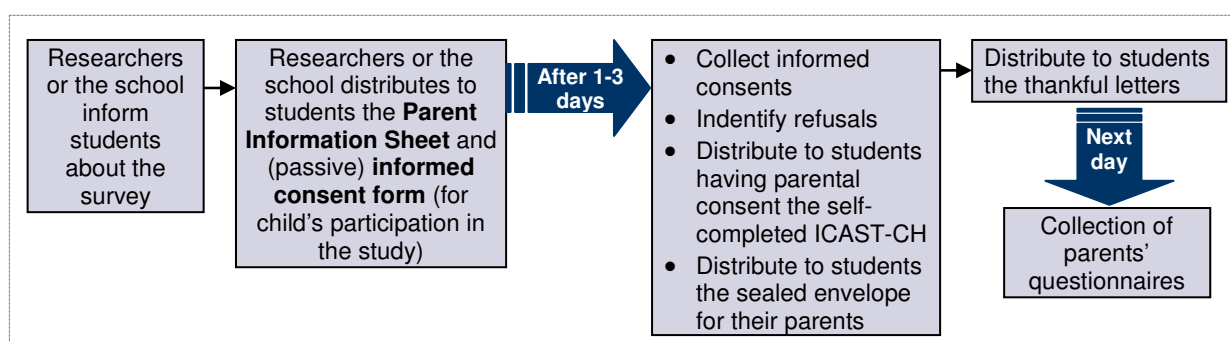 Researchers
or the school
inform
students
about the
survey
Researchers or the
school distributes to
students the Parent
Information Sheet and
(passive) informed
consent form (for
child's participation in
the study)
After 1-3
days
• Collect informed
consents
• Indentify refusals
• Distribute to students
having parental
consent the self-
completed ICAST-CH
• Distribute to students
the sealed envelope
for their parents
Distribute to students
the thankful letters
Next
day
Collection of
parents'
questionnaires